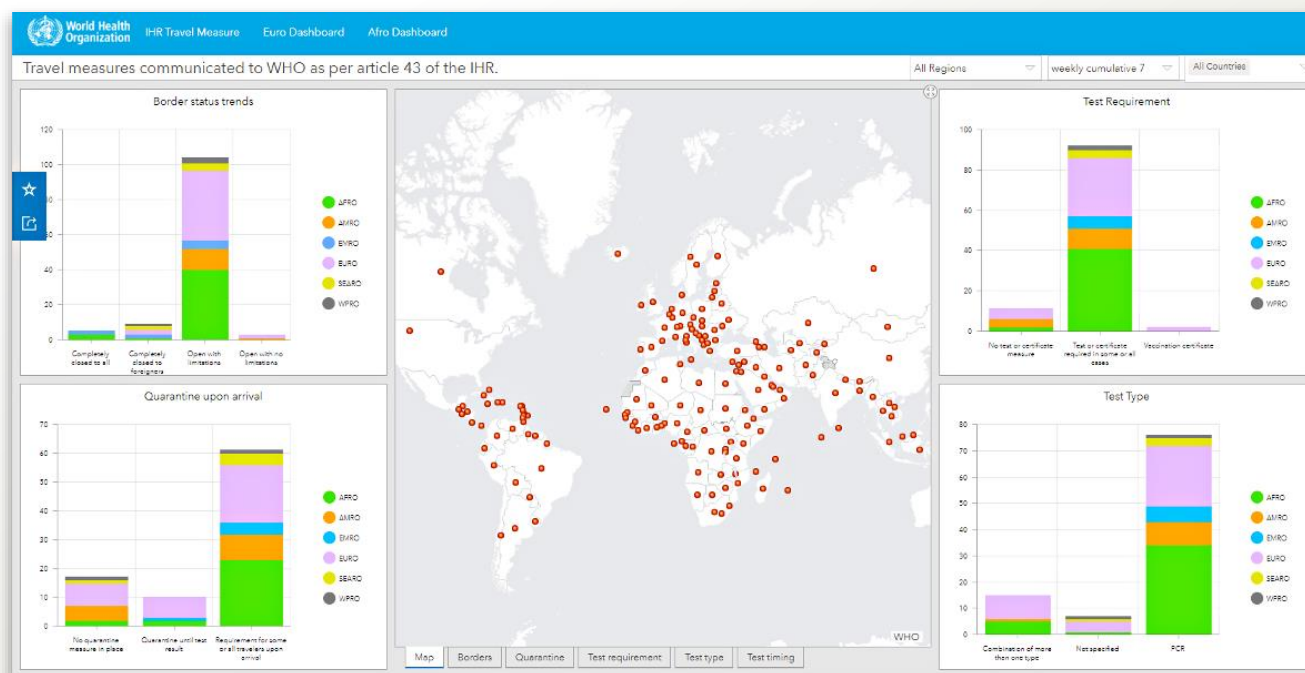 World Health
Organization
IHR Travel Measure
Euro Dashboard
Afro Dashboard
Travel measures communicated to WHO as per article 43 of the IHR.
All Regions
weekly cumulative 7
All Countries
Border status trends
120
100
80
60
40
20
0
Completely
closed to all
Completely
closed to
foreigners
Open with
limitations
Open with no
limitations
AFRO
AMRO
EMRO
EURO
SEARO
WPRO
Quarantine upon arrival
70
60
50
40
30
20
10
0
No quarantine
measure in place
Quarantine until test
result
Requirement for some
or all travelers upon
arrival
AFRO
AMRO
EMRO
EURO
SEARO
WPRO
WHO
Map
Borders
Quarantine
Test requirement
Test type
Test timing
Test Requirement
100
80
60
40
20
0
No test or certificate
measure
Test or certificate
required in some or all
cases
Vaccination certificate
AFRO
AMRO
EMRO
EURO
SEARO
WPRO
Test Type
80
70
60
50
40
30
20
10
0
Combination of more
than one type
Not specified
PCR
AFRO
AMRO
EMRO
EURO
SEARO
WPRO